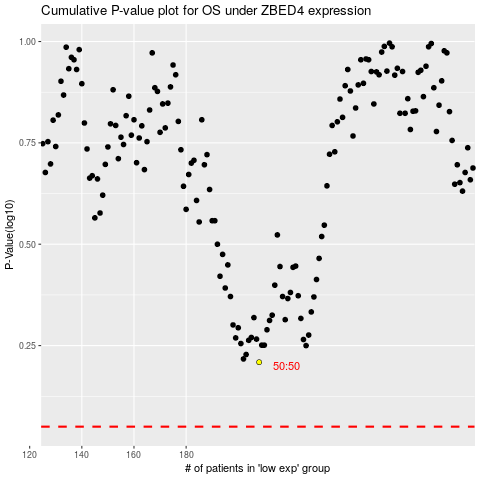 Cumulative P-value plot for OS under ZBED4 expression
P-Value(log10)
1.00
0.75
0.50
0.25
50:50
120 140 160 180
# of patients in 'low exp' group